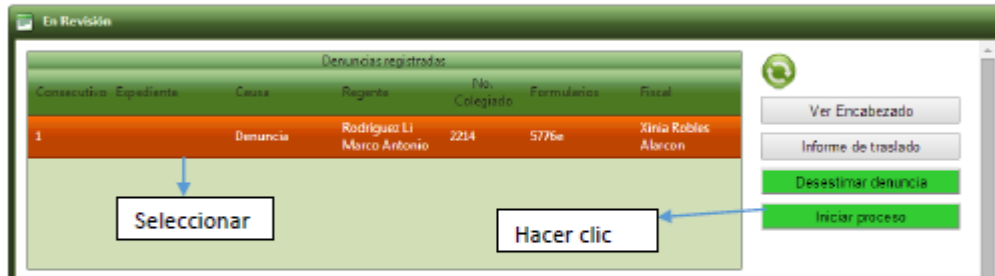 En Revisión
Denuncias registradas
Consecutivo Expediente Causa Regente No. Colegiado Formularios Fiscal
1 Denuncia Rodriguez Li Marco Antonio 2214 5776e Xinia Robles Alarcon
Ver Encabezado
Informe de traslado
Desestimar denuncia
Iniciar proceso
Seleccionar
Hacer clic